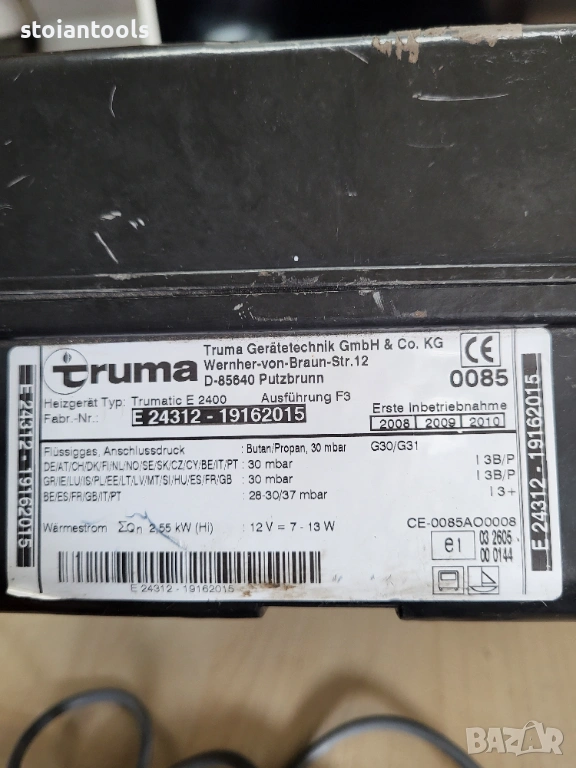 stoiantools
truma
Truma Gerätetechnik GmbH & Co. KG
Wernher-von-Braun-Str.12
D-85640 Putzbrunn
CE
0085
Heizgerät Typ: Trumatic E 2400 Ausführung F3
Fabr.-Nr.: E 24312 - 19162015
Erste Inbetriebnahme
2008 2009 2010
Flüssiggas, Anschlussdruck : Butan/Propan, 30 mbar G30/G31
DE/AT/CH/DK/FI/NL/NO/SE/SK/CZ/CY/BE/IT/PT : 30 mbar I 3B/P
GR/IE/LU/IS/PL/EE/LT/LV/MT/SI/HU/ES/FR/GB : 30 mbar I 3B/P
BE/ES/FR/GB/IT/PT : 28-30/37 mbar I 3+
Wärmestrom ΣQn 2,55 kW (Hi) : 12 V = 7 - 13 W
CE-0085AO0008
e1 03 2605
00 0144
E 24312 - 19162015
E 24312 - 19162015
E 24312 - 19162015
BAZAR